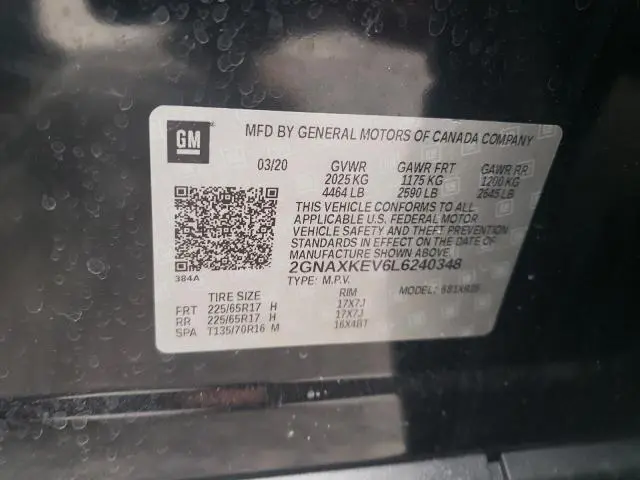 GM
MFD BY GENERAL MOTORS OF CANADA COMPANY
03/20 GVWR GAWR FRT GAWR RR
2025 KG 1175 KG 1200 KG
4464 LB 2590 LB 2645 LB
THIS VEHICLE CONFORMS TO ALL
APPLICABLE U.S. FEDERAL MOTOR
VEHICLE SAFETY AND THEFT PREVENTION
STANDARDS IN EFFECT ON THE DATE OF
MANUFACTURE SHOWN ABOVE.
384A
2GNAXKEV6L6240348
TYPE: M.P.V. MODEL:
TIRE SIZE RIM
FRT 225/65R17 H 17X7J
RR 225/65R17 H 17X7J
SPA T135/70R16 M 16X4BT